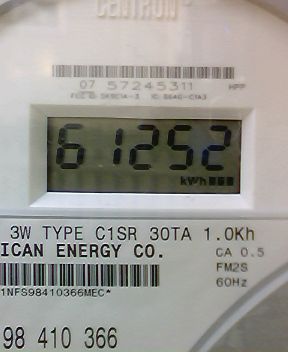 CENTRON
07 57245311 HPP
61252
kWh
3W TYPE C1SR 30TA 1.0Kh
ICAN ENERGY CO. CA 0.5
FM2S
60Hz
1NFS98410366MEC*
98 410 366